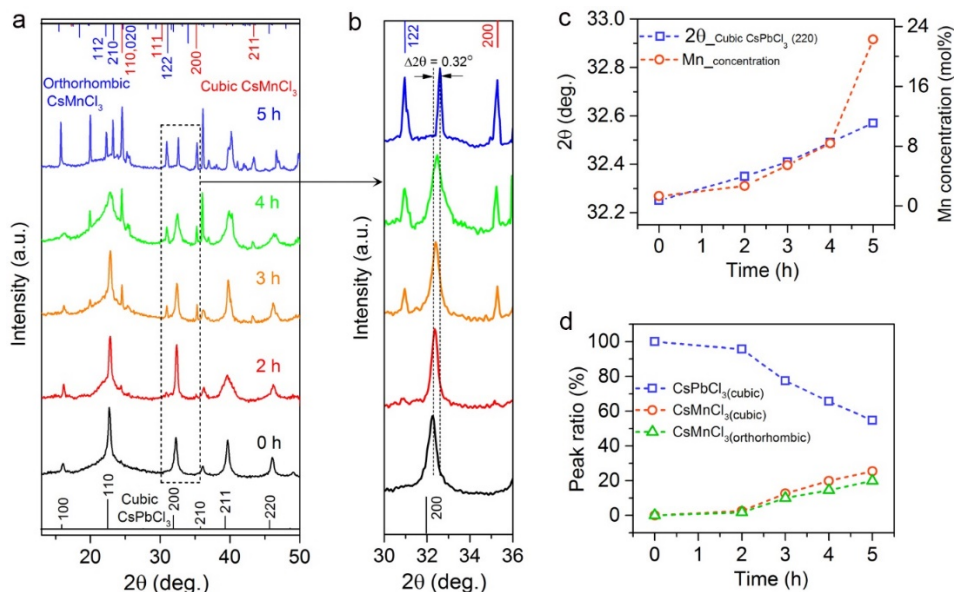 a
112
210
110,020
111
122
200
211
Orthorhombic
CsMnCl₃
Cubic CsMnCl₃
5 h
4 h
3 h
2 h
0 h
100
110
Cubic
CsPbCl₃
200
210
211
220
20
30
40
50
2θ (deg.)
Intensity (a.u.)
b
122
200
Δ2θ = 0.32°
200
30
32
34
36
2θ (deg.)
Intensity (a.u.)
c
33.0
32.8
32.6
32.4
32.2
2θ (deg.)
2θ_Cubic CsPbCl₃ (220)
Mn_concentration
24
16
8
0
Mn concentration (mol%)
0
1
2
3
4
5
Time (h)
d
100
80
60
40
20
0
Peak ratio (%)
CsPbCl₃(cubic)
CsMnCl₃(cubic)
CsMnCl₃(orthorhombic)
0
1
2
3
4
5
Time (h)